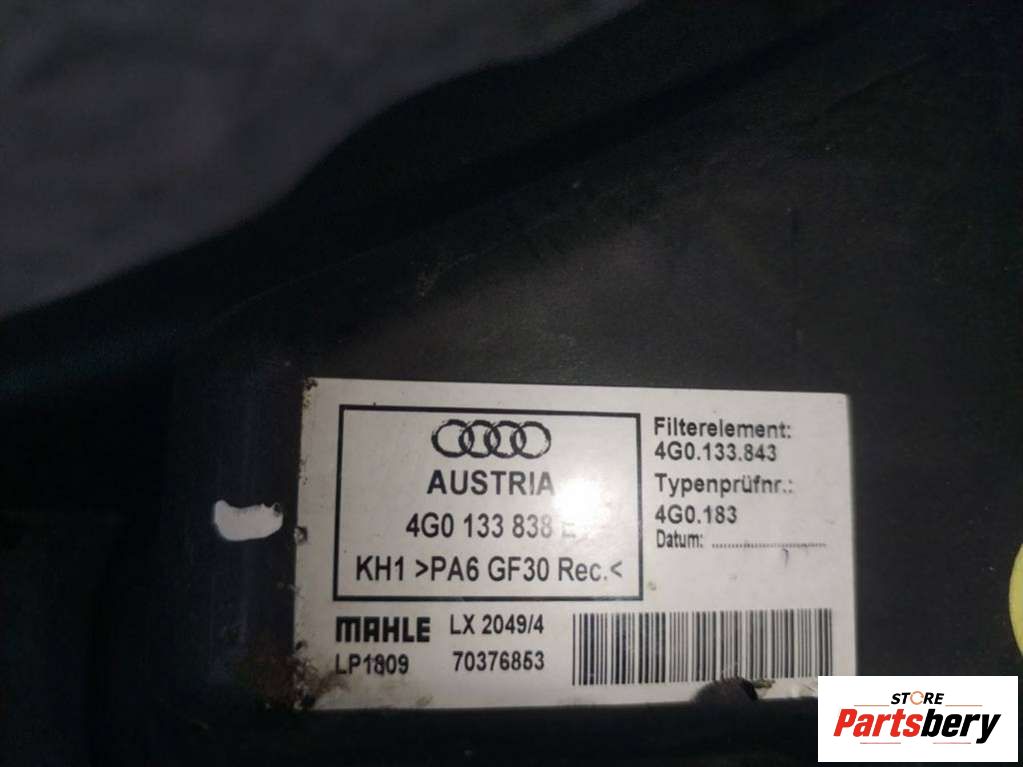 AUSTRIA
4G0 133 838 E
KH1 >PA6 GF30 Rec.<
Filterelement:
4G0.133.843
Typenprüfnr.:
4G0.183
Datum: ........................
MAHLE LX 2049/4
LP1809 70376853
STORE
Partsbery